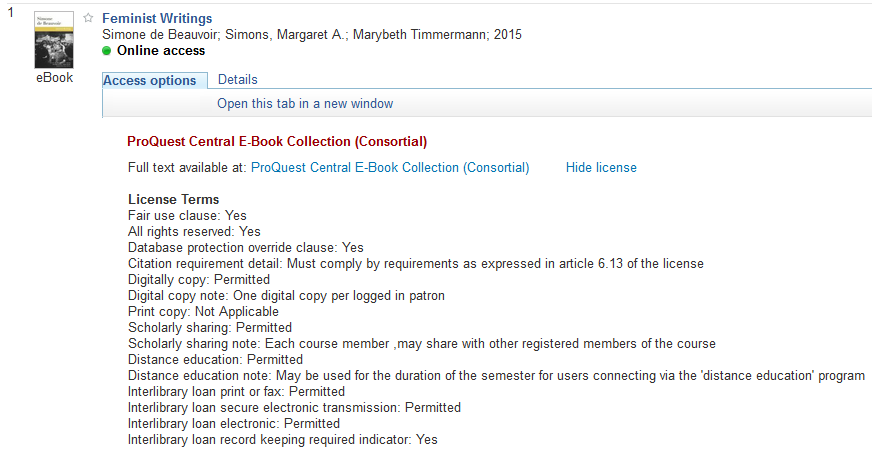 1
Simone
de Beauvoir
Feminist Writings
Simone de Beauvoir; Simons, Margaret A.; Marybeth Timmermann; 2015
Online access
eBook
Access options
Details
Open this tab in a new window
ProQuest Central E-Book Collection (Consortial)
Full text available at: ProQuest Central E-Book Collection (Consortial) Hide license
License Terms
Fair use clause: Yes
All rights reserved: Yes
Database protection override clause: Yes
Citation requirement detail: Must comply by requirements as expressed in article 6.13 of the license
Digitally copy: Permitted
Digital copy note: One digital copy per logged in patron
Print copy: Not Applicable
Scholarly sharing: Permitted
Scholarly sharing note: Each course member ,may share with other registered members of the course
Distance education: Permitted
Distance education note: May be used for the duration of the semester for users connecting via the 'distance education' program
Interlibrary loan print or fax: Permitted
Interlibrary loan secure electronic transmission: Permitted
Interlibrary loan electronic: Permitted
Interlibrary loan record keeping required indicator: Yes